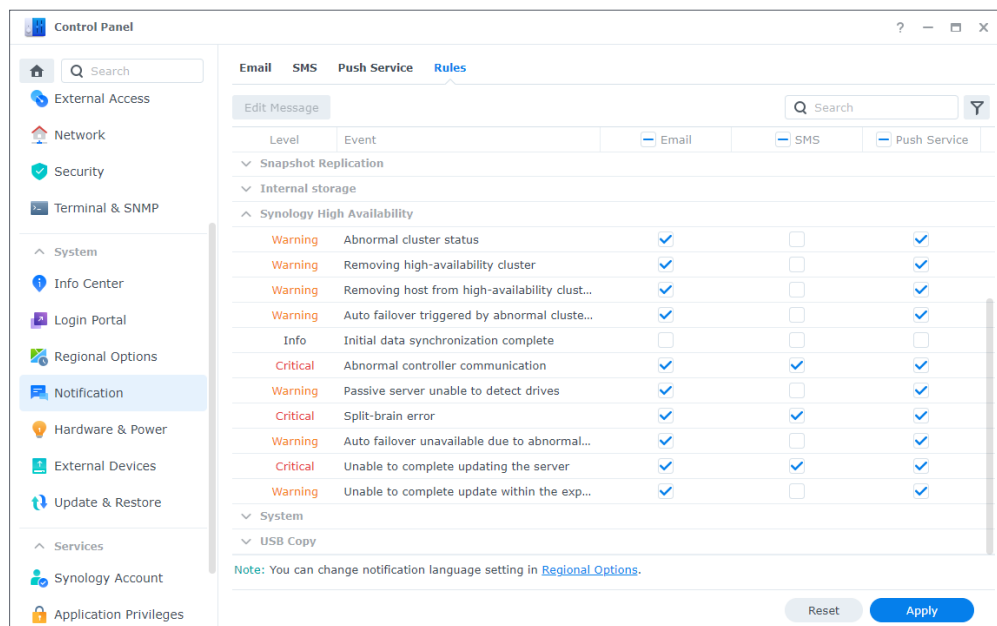 Control Panel
?
Search
External Access
Network
Security
Terminal & SNMP
System
Info Center
Login Portal
Regional Options
Notification
Hardware & Power
External Devices
Update & Restore
Services
Synology Account
Application Privileges
Email SMS Push Service Rules
Edit Message Search
Level Event Email SMS Push Service
Snapshot Replication
Internal storage
Synology High Availability
Warning Abnormal cluster status
Warning Removing high-availability cluster
Warning Removing host from high-availability clust...
Warning Auto failover triggered by abnormal cluste...
Info Initial data synchronization complete
Critical Abnormal controller communication
Warning Passive server unable to detect drives
Critical Split-brain error
Warning Auto failover unavailable due to abnormal...
Critical Unable to complete updating the server
Warning Unable to complete update within the exp...
System
USB Copy
Note: You can change notification language setting in Regional Options.
Reset Apply